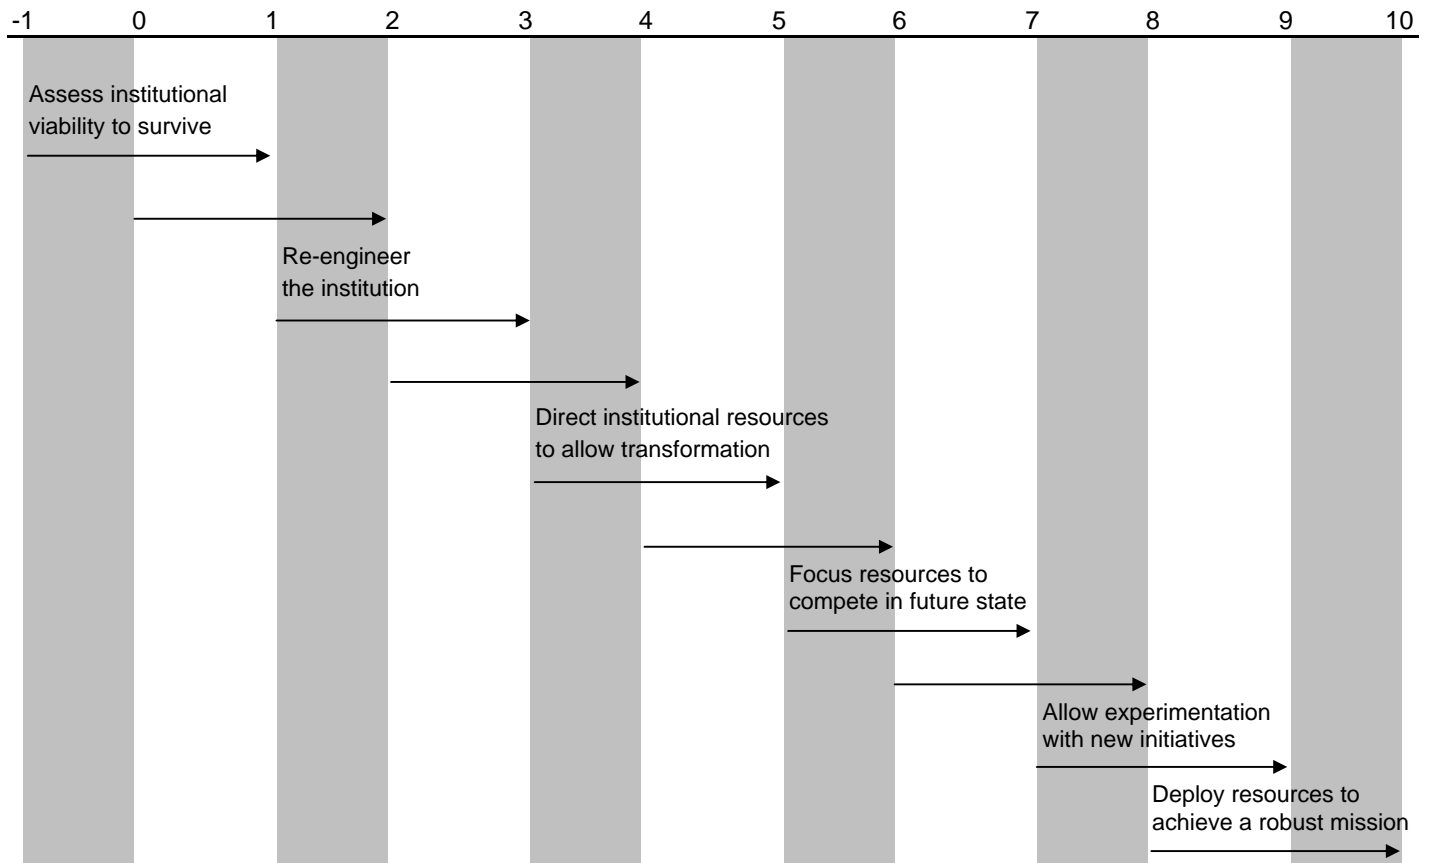 -1 0 1 2 3 4 5 6 7 8 9 10
Assess institutional
viability to survive
Re-engineer
the institution
Direct institutional resources
to allow transformation
Focus resources to
compete in future state
Allow experimentation
with new initiatives
Deploy resources to
achieve a robust mission